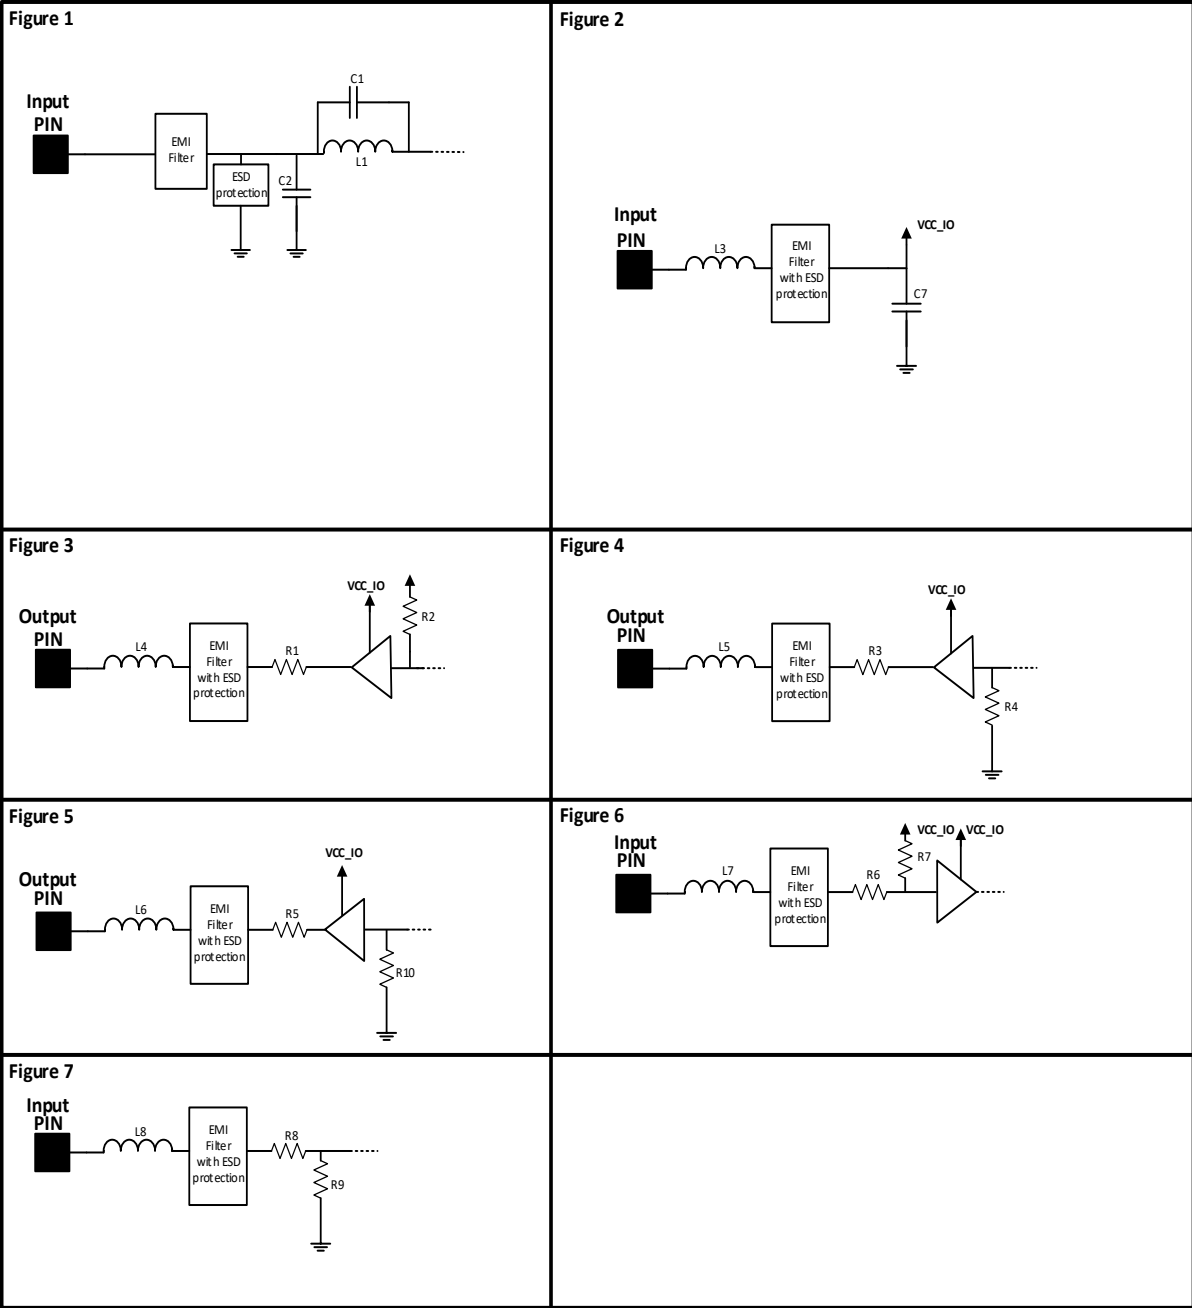 Figure 1
Input
PIN
EMI
Filter
ESD
protection
C2
C1
L1
Figure 2
Input
PIN
L3
EMI
Filter
with ESD
protection
VCC_IO
C7
Figure 3
Output
PIN
L4
EMI
Filter
with ESD
protection
R1
VCC_IO
R2
Figure 4
Output
PIN
L5
EMI
Filter
with ESD
protection
R3
VCC_IO
R4
Figure 5
Output
PIN
L6
EMI
Filter
with ESD
protection
R5
VCC_IO
R10
Figure 6
Input
PIN
L7
EMI
Filter
with ESD
protection
R6
VCC_IO
R7
VCC_IO
Figure 7
Input
PIN
L8
EMI
Filter
with ESD
protection
R8
R9